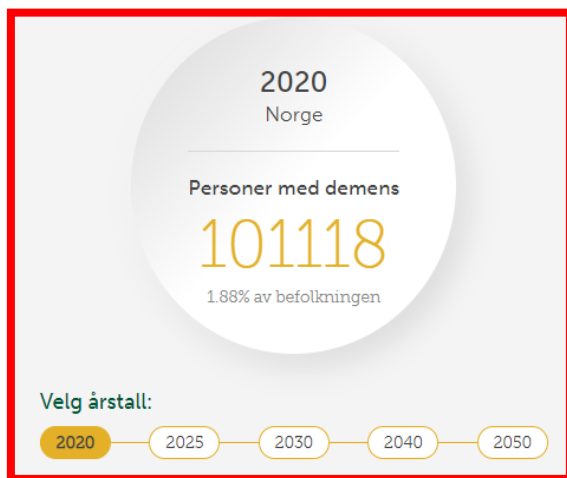 2020
Norge
Personer med demens
101118
1.88% av befolkningen
Velg årstall:
2020 2025 2030 2040 2050